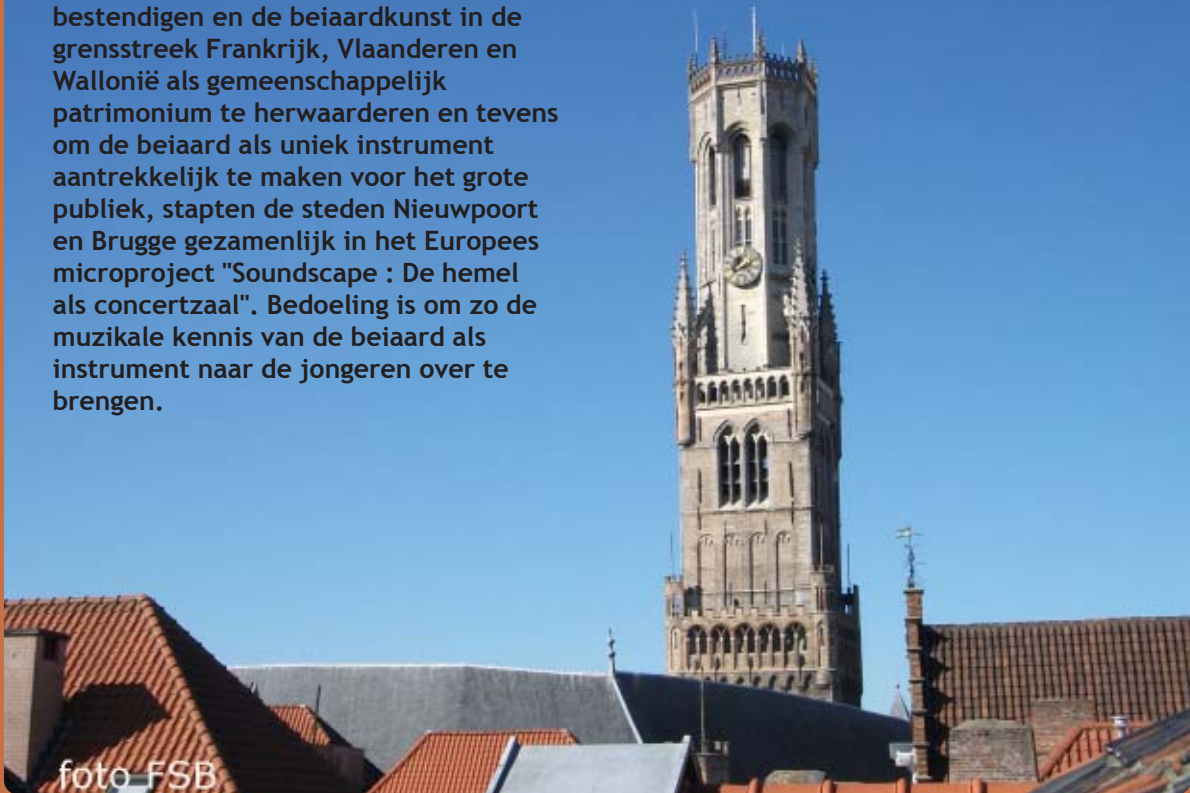 bestendigen en de beiaardkunst in de
grensstreek Frankrijk, Vlaanderen en
Wallonië als gemeenschappelijk
patrimonium te herwaarderen en tevens
om de beiaard als uniek instrument
aantrekkelijk te maken voor het grote
publiek, stapten de steden Nieuwpoort
en Brugge gezamenlijk in het Europees
microproject "Soundscape : De hemel
als concertzaal". Bedoeling is om zo de
muzikale kennis van de beiaard als
instrument naar de jongeren over te
brengen.
foto FSB